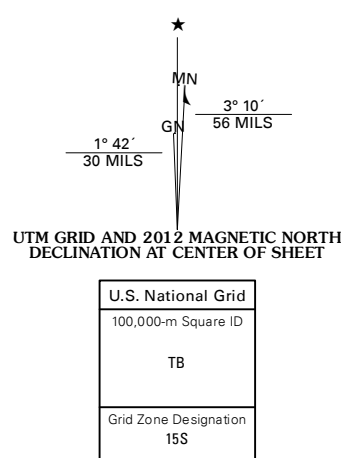 ★
MN
3° 10´
56 MILS
GN
1° 42´
30 MILS
UTM GRID AND 2012 MAGNETIC NORTH
DECLINATION AT CENTER OF SHEET
U.S. National Grid
100,000-m Square ID
TB
Grid Zone Designation
15S